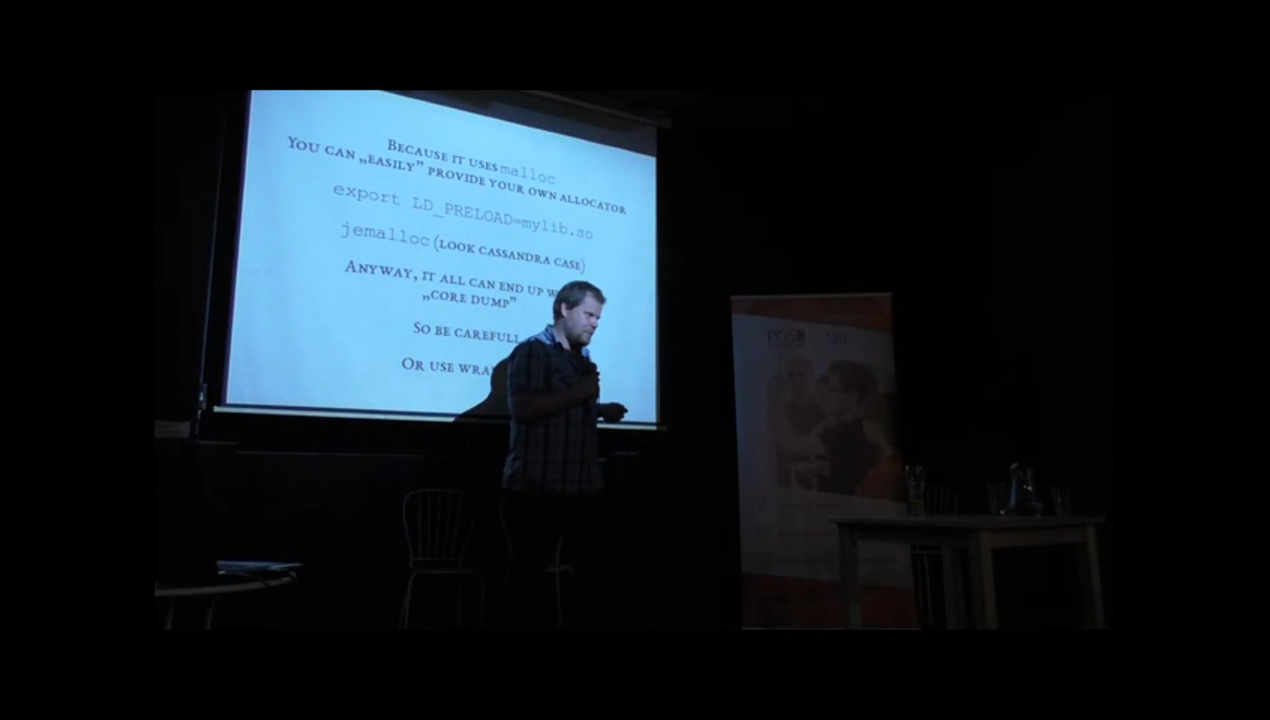 BECAUSE IT USES malloc
YOU CAN „EASILY” PROVIDE YOUR OWN ALLOCATOR
export LD_PRELOAD=mylib.so
jemalloc (LOOK CASSANDRA CASE)
ANYWAY, IT ALL CAN END UP
„CORE DUMP”
SO BE CAREFULL
OR USE
PGS